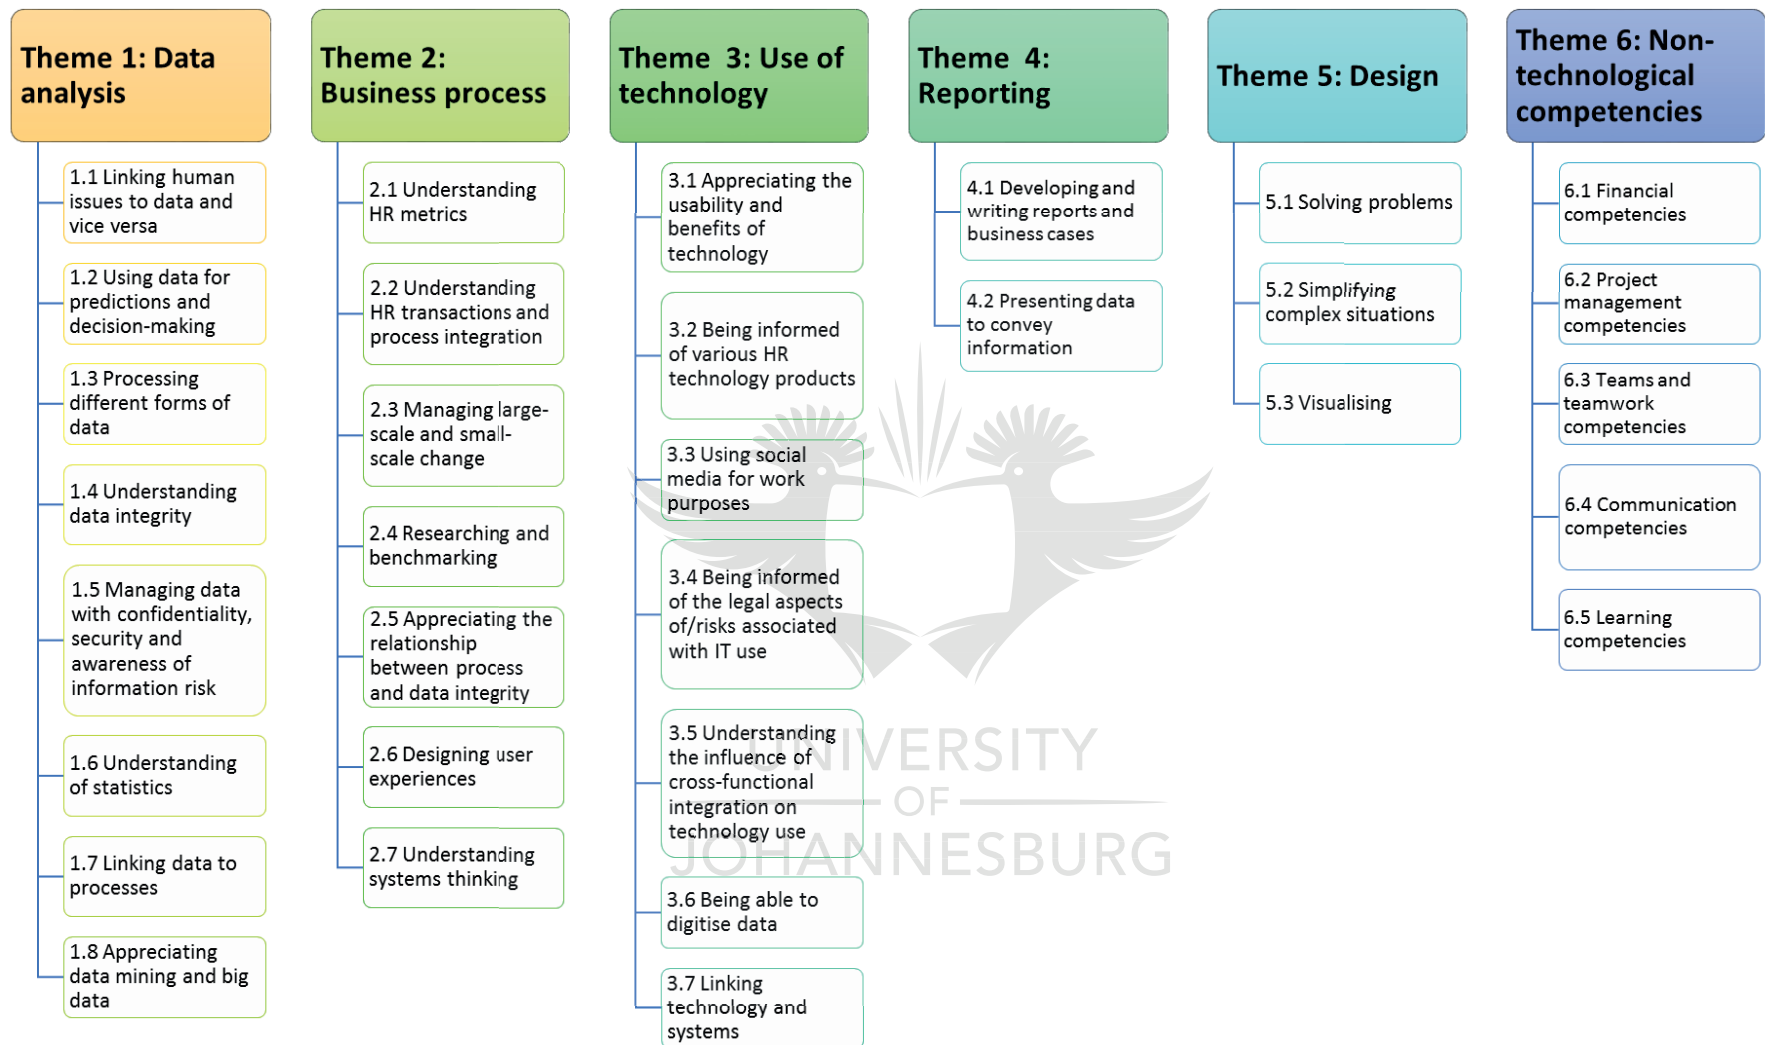 Theme 1: Data
analysis
1.1 Linking human
issues to data and
vice versa
1.2 Using data for
predictions and
decision-making
1.3 Processing
different forms of
data
1.4 Understanding
data integrity
1.5 Managing data
with confidentiality,
security and
awareness of
information risk
1.6 Understanding
of statistics
1.7 Linking data to
processes
1.8 Appreciating
data mining and big
data
Theme 2:
Business process
2.1 Understanding
HR metrics
2.2 Understanding
HR transactions and
process integration
2.3 Managing large-
scale and small-
scale change
2.4 Researching and
benchmarking
2.5 Appreciating the
relationship
between process
and data integrity
2.6 Designing user
experiences
2.7 Understanding
systems thinking
Theme 3: Use of
technology
3.1 Appreciating the
usability and
benefits of
technology
3.2 Being informed
of various HR
technology products
3.3 Using social
media for work
purposes
3.4 Being informed
of the legal aspects
of/risks associated
with IT use
3.5 Understanding
the influence of
cross-functional
integration on
technology use
3.6 Being able to
digitise data
3.7 Linking
technology and
systems
Theme 4:
Reporting
4.1 Developing and
writing reports and
business cases
4.2 Presenting data
to convey
information
Theme 5: Design
5.1 Solving problems
5.2 Simplifying
complex situations
5.3 Visualising
Theme 6: Non-
technological
competencies
6.1 Financial
competencies
6.2 Project
management
competencies
6.3 Teams and
teamwork
competencies
6.4 Communication
competencies
6.5 Learning
competencies
UNIVERSITY
OF
JOHANNESBURG